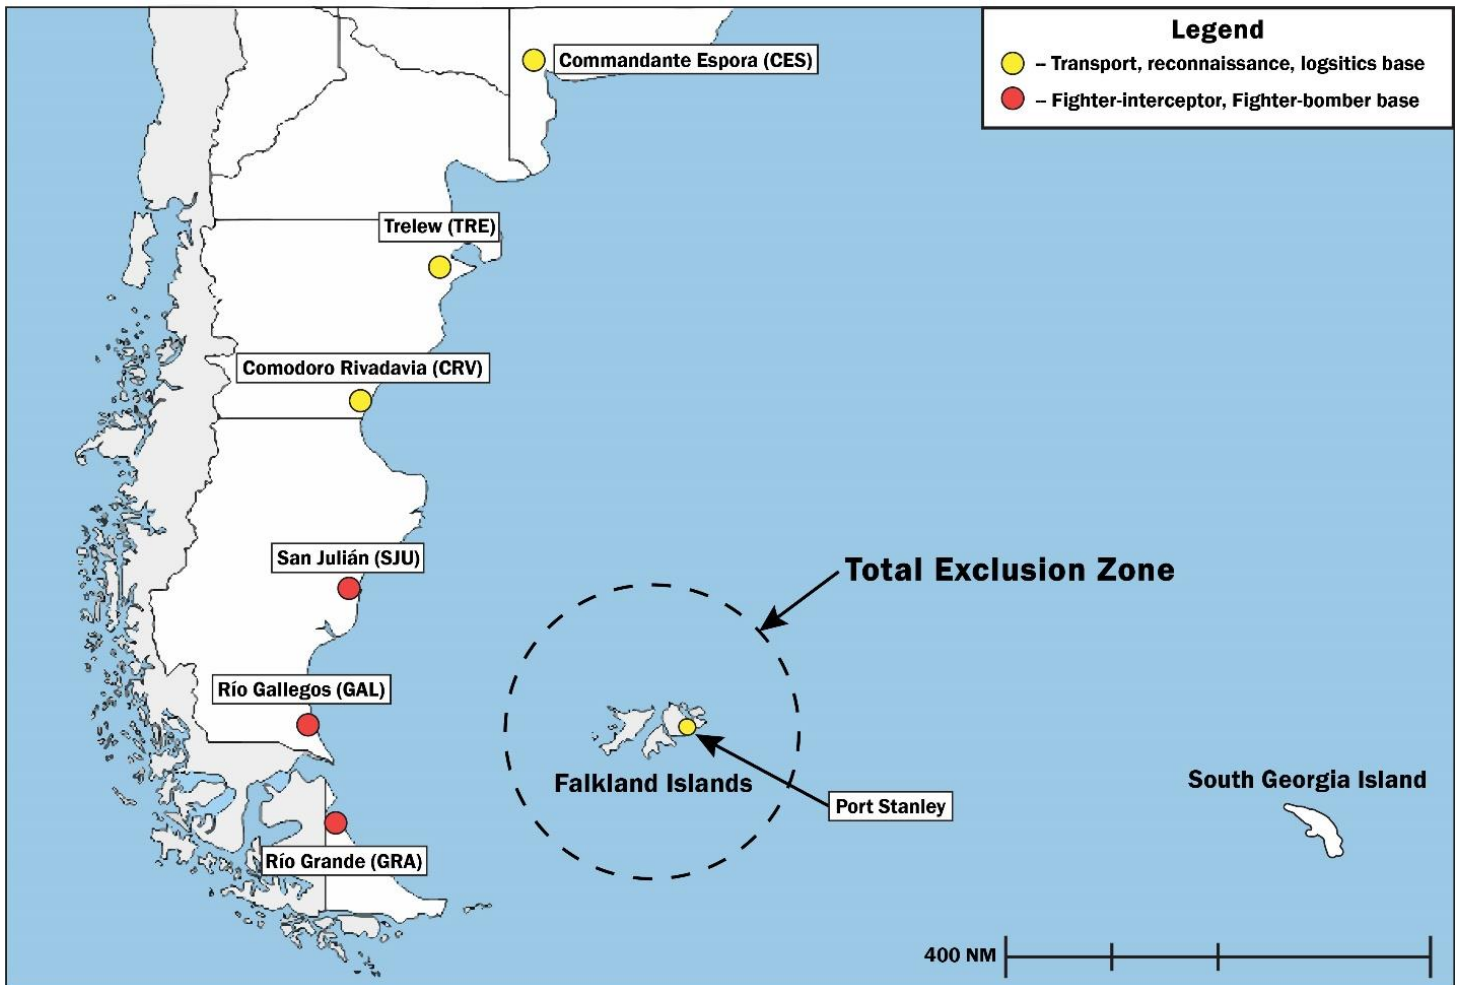 Legend
– Transport, reconnaissance, logsitics base
– Fighter-interceptor, Fighter-bomber base
Commandante Espora (CES)
Trelew (TRE)
Comodoro Rivadavia (CRV)
San Julián (SJU)
Total Exclusion Zone
Río Gallegos (GAL)
Falkland Islands
South Georgia Island
Port Stanley
Río Grande (GRA)
400 NM